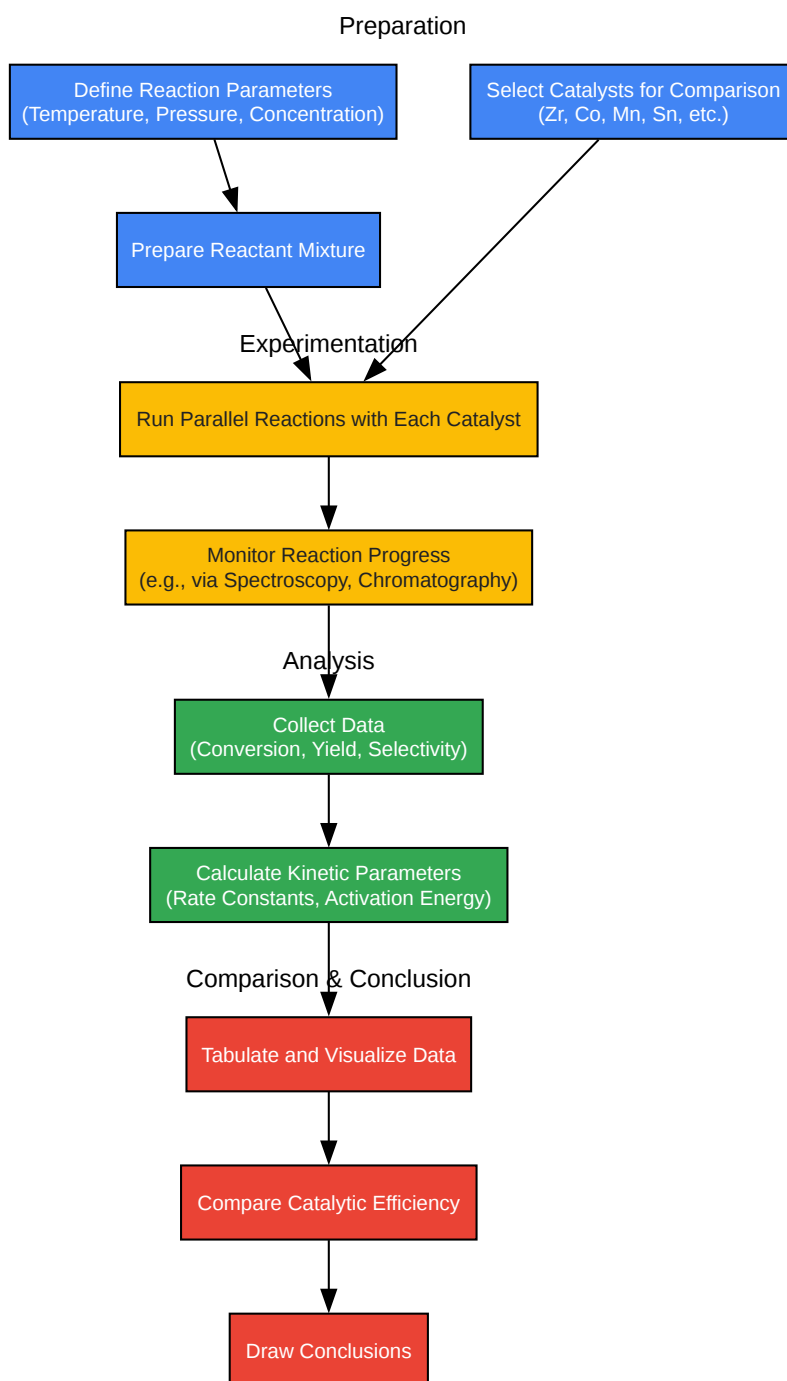 Preparation
Define Reaction Parameters
(Temperature, Pressure, Concentration)
Select Catalysts for Comparison
(Zr, Co, Mn, Sn, etc.)
Prepare Reactant Mixture
Experimentation
Run Parallel Reactions with Each Catalyst
Monitor Reaction Progress
(e.g., via Spectroscopy, Chromatography)
Analysis
Collect Data
(Conversion, Yield, Selectivity)
Calculate Kinetic Parameters
(Rate Constants, Activation Energy)
Comparison & Conclusion
Tabulate and Visualize Data
Compare Catalytic Efficiency
Draw Conclusions